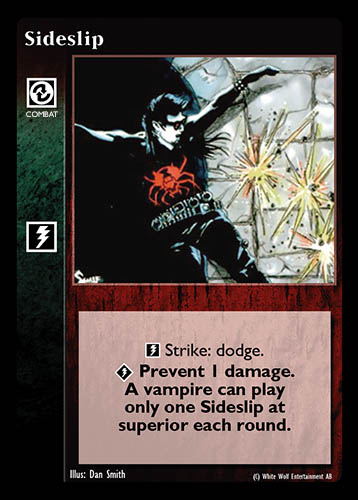 Sideslip
COMBAT
Strike: dodge.
Prevent 1 damage.
A vampire can play
only one Sideslip at
superior each round.
Illus: Dan Smith
(C) White Wolf Entertainment AB